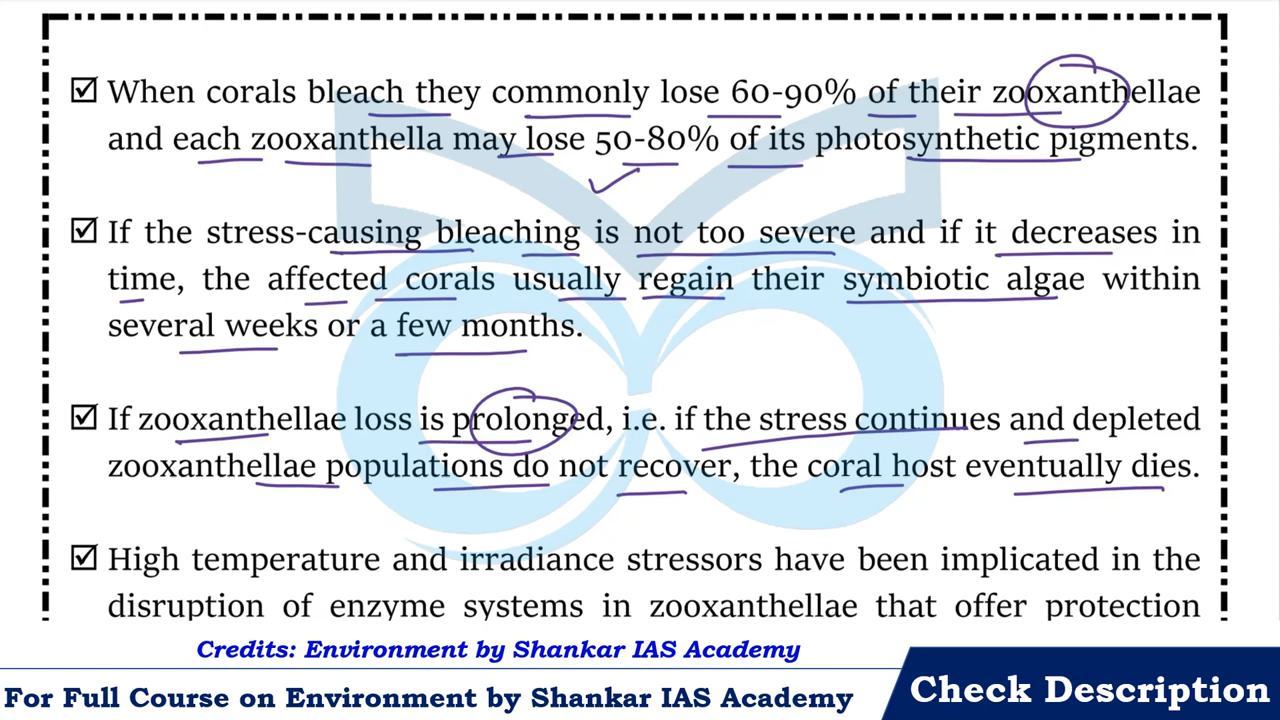 When corals bleach they commonly lose 60-90% of their zooxanthellae
and each zooxanthella may lose 50-80% of its photosynthetic pigments.
If the stress-causing bleaching is not too severe and if it decreases in
time, the affected corals usually regain their symbiotic algae within
several weeks or a few months.
If zooxanthellae loss is prolonged, i.e. if the stress continues and depleted
zooxanthellae populations do not recover, the coral host eventually dies.
High temperature and irradiance stressors have been implicated in the
disruption of enzyme systems in zooxanthellae that offer protection
Credits: Environment by Shankar IAS Academy
For Full Course on Environment by Shankar IAS Academy
Check Description